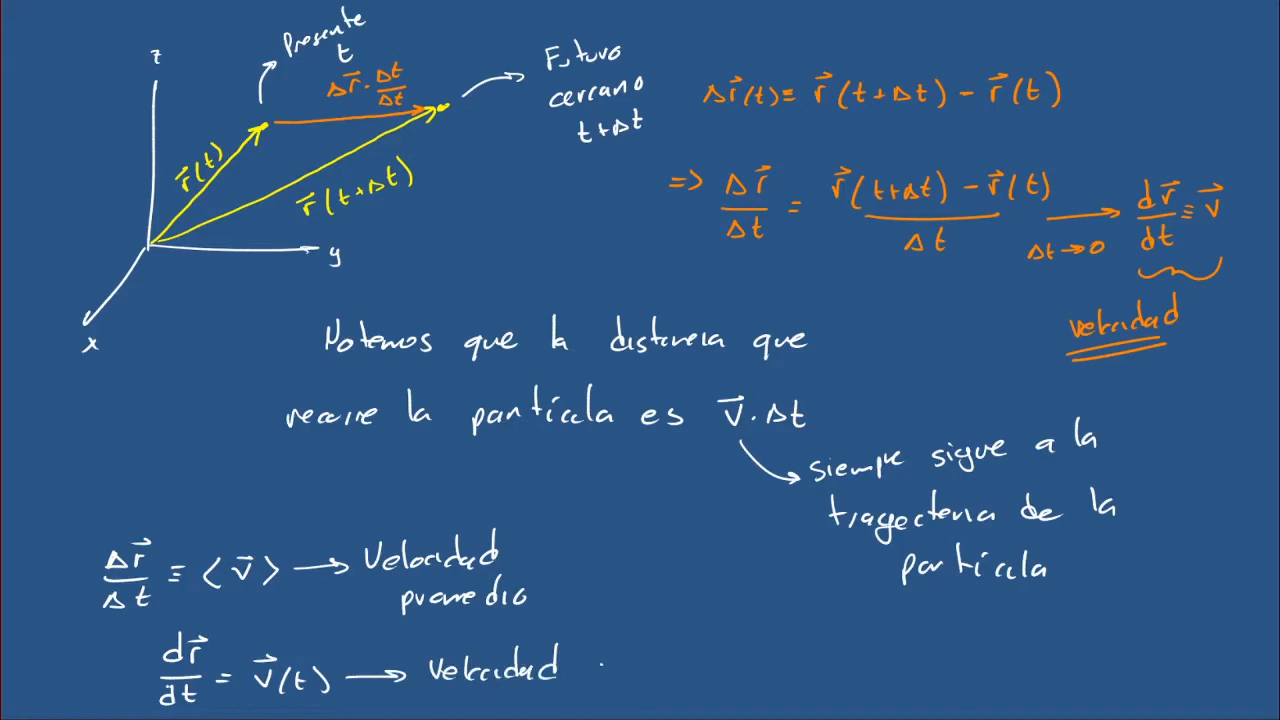 z
Presente
t
Δr⃗ · Δt/Δt
Futuro
cercano
t+Δt
r⃗(t)
r⃗(t+Δt)
y
x
Δr⃗(t) ≡ r⃗(t+Δt) − r⃗(t)
=> Δr⃗/Δt = (r⃗(t+Δt) − r⃗(t))/Δt ⟶ dr⃗/dt ≡ v⃗
Δt→0
velocidad
Notemos que la distancia que
recorre la partícula es v⃗·Δt
siempre sigue a la
trayectoria de la
partícula
Δr⃗/Δt ≡ ⟨v⃗⟩ ⟶ Velocidad
promedio
dr⃗/dt = v⃗(t) ⟶ Velocidad